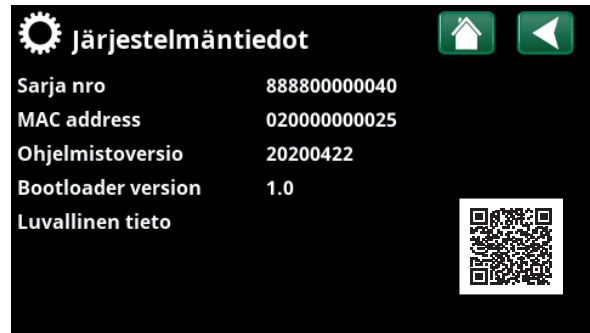 Järjestelmäntiedot
Sarja nro 888800000040
MAC address 020000000025
Ohjelmistoversio 20200422
Bootloader version 1.0
Luvallinen tieto